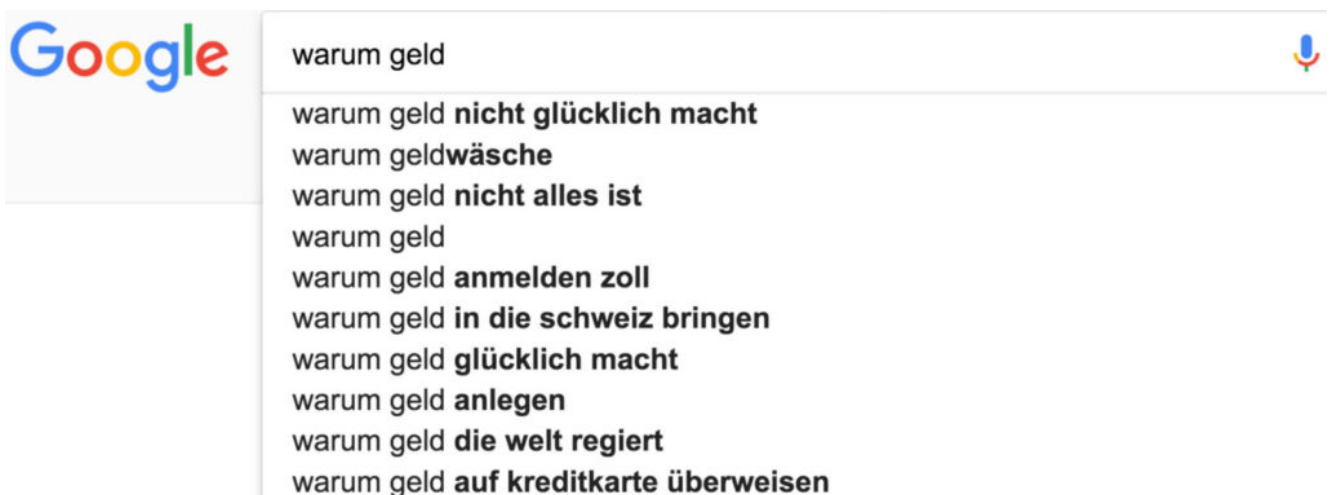 Google
warum geld
warum geld nicht glücklich macht
warum geldwäsche
warum geld nicht alles ist
warum geld
warum geld anmelden zoll
warum geld in die schweiz bringen
warum geld glücklich macht
warum geld anlegen
warum geld die welt regiert
warum geld auf kreditkarte überweisen